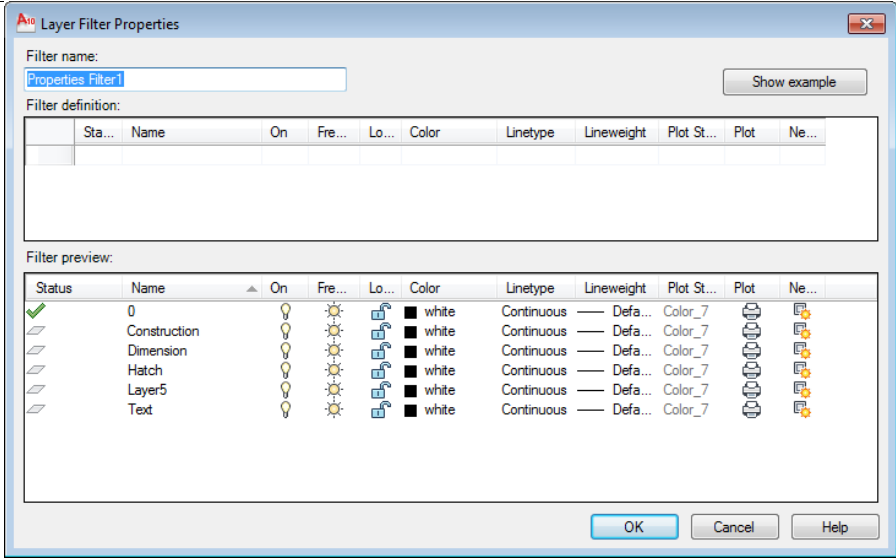 A10 Layer Filter Properties
Filter name:
Properties Filter1
Show example
Filter definition:
Sta... Name On Fre... Lo... Color Linetype Lineweight Plot St... Plot Ne...
Filter preview:
Status Name On Fre... Lo... Color Linetype Lineweight Plot St... Plot Ne...
0 white Continuous Defa... Color_7
Construction white Continuous Defa... Color_7
Dimension white Continuous Defa... Color_7
Hatch white Continuous Defa... Color_7
Layer5 white Continuous Defa... Color_7
Text white Continuous Defa... Color_7
OK Cancel Help